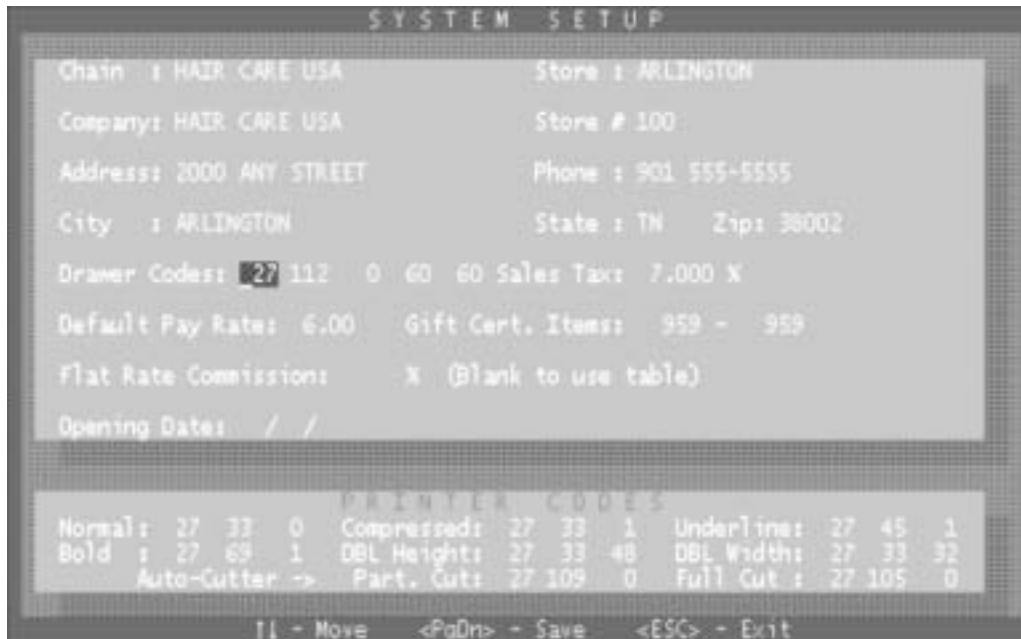 SYSTEM SETUP
Chain : HAIR CARE USA Store : ARLINGTON
Company: HAIR CARE USA Store # 100
Address: 2000 ANY STREET Phone : 901 555-5555
City : ARLINGTON State : TN Zip: 38002
Drawer Codes: 27 112 0 60 60 Sales Tax: 7.000 %
Default Pay Rate: 6.00 Gift Cert. Items: 959 - 959
Flat Rate Commission: % (Blank to use table)
Opening Date: / /
PRINTER CODES
Normal: 27 33 0 Compressed: 27 33 1 Underline: 27 45 1
Bold : 27 69 1 DBL Height: 27 33 48 DBL Width: 27 33 32
Auto-Cutter -> Part. Cut: 27 109 0 Full Cut : 27 105 0
↑↓ - Move <PgDn> - Save <ESC> - Exit